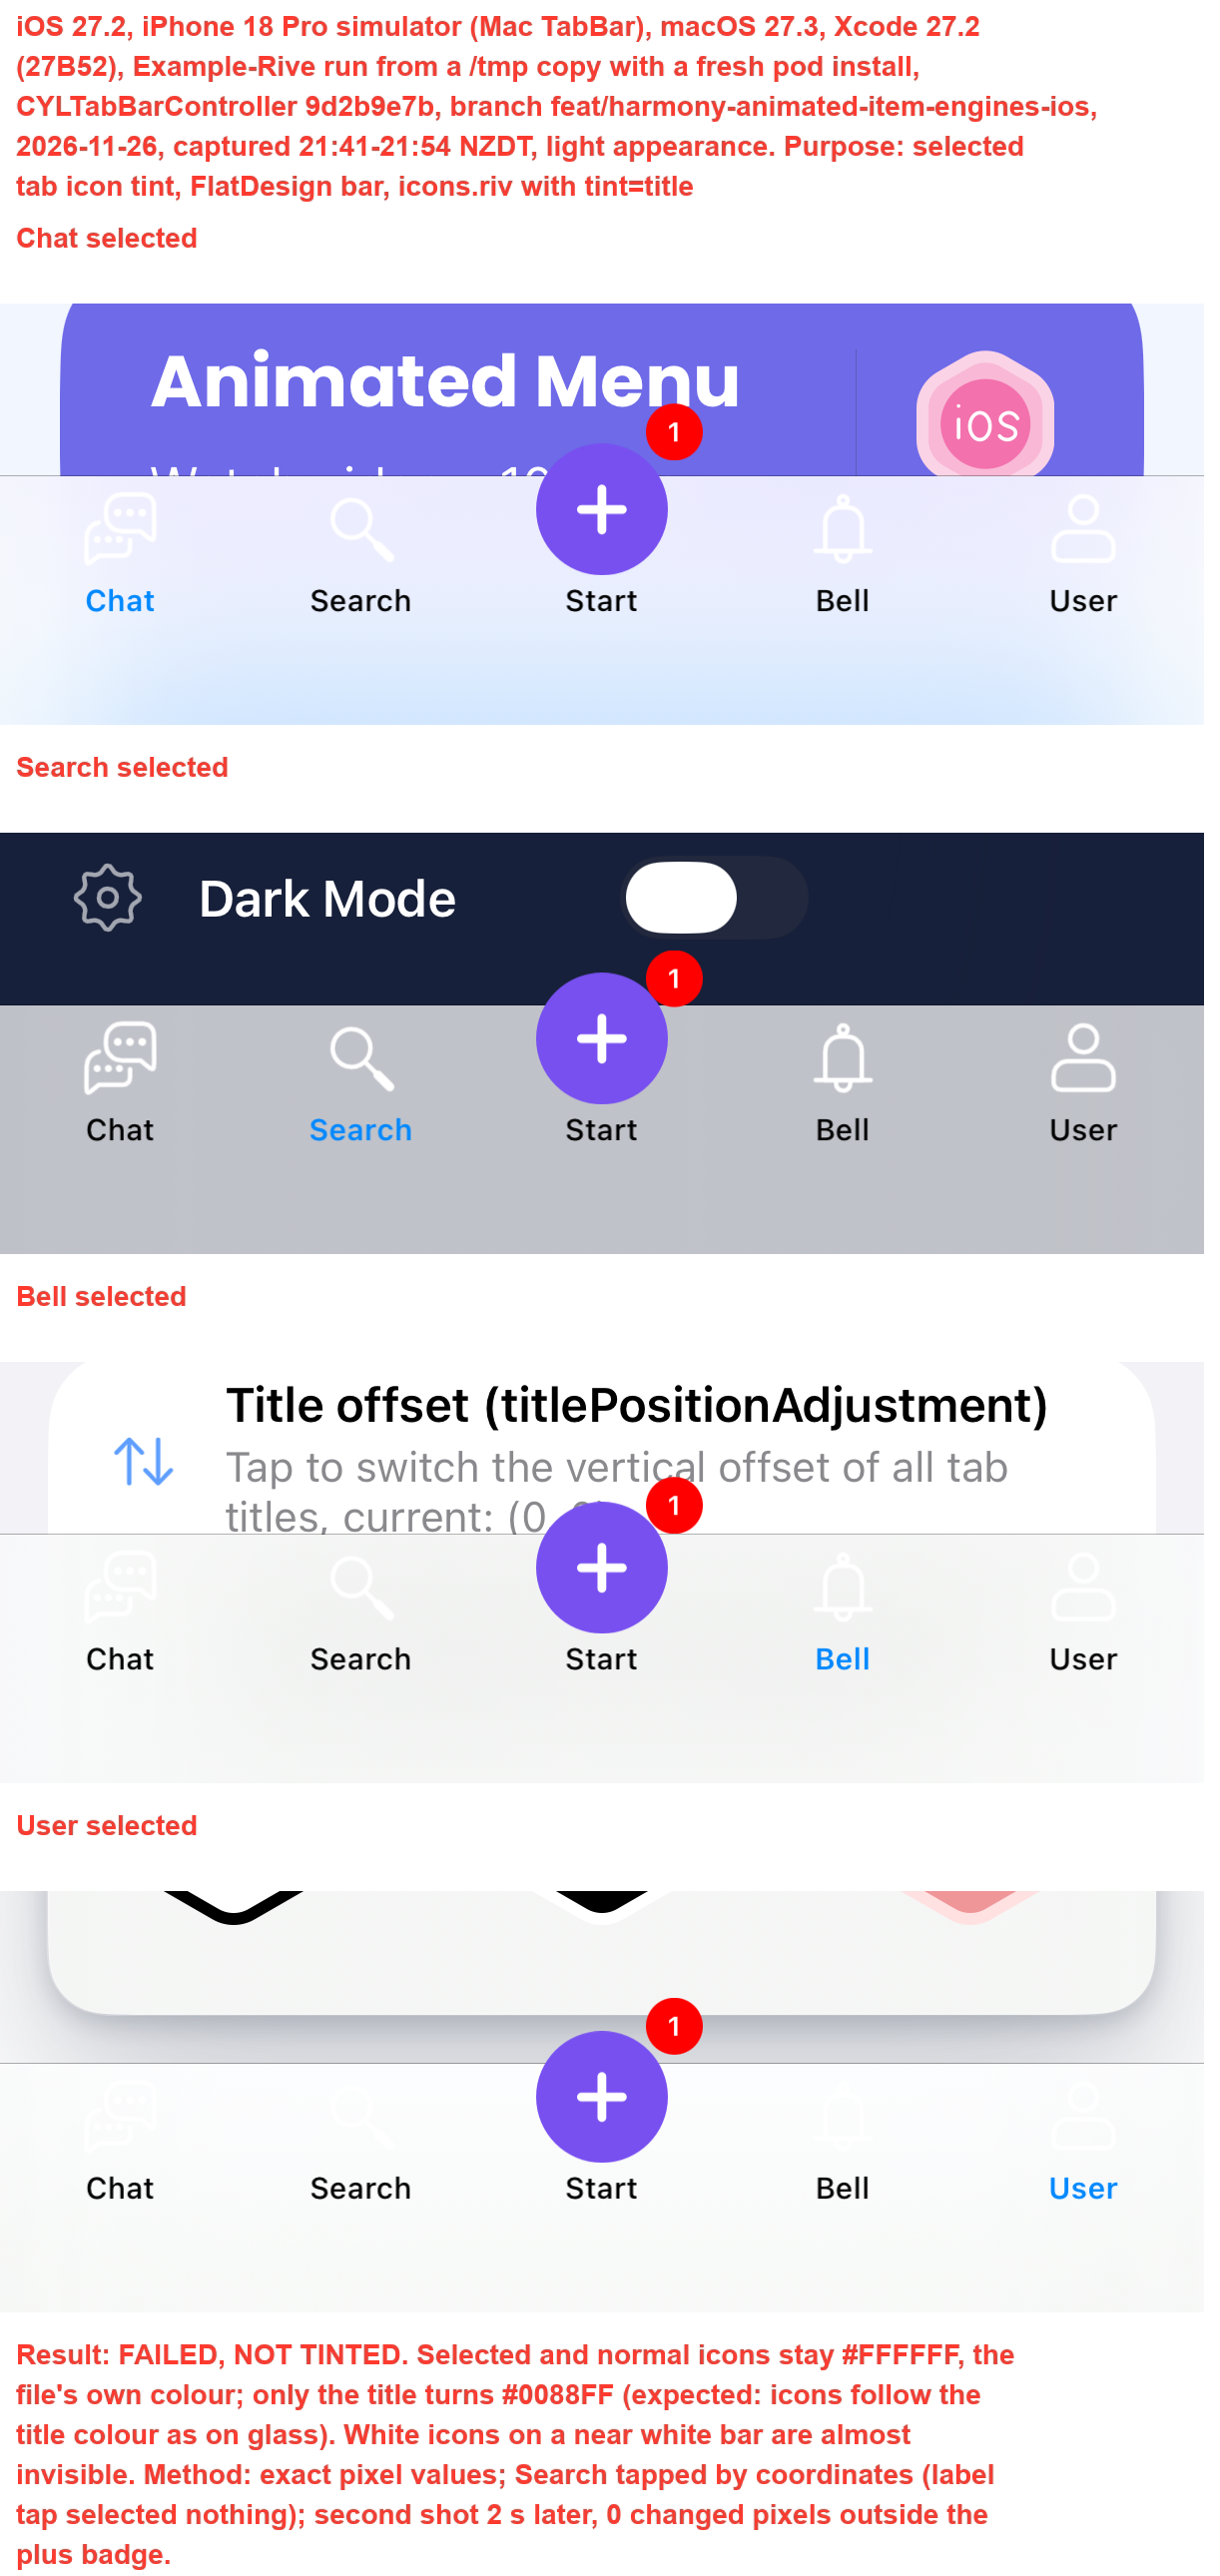 iOS 27.2, iPhone 18 Pro simulator (Mac TabBar), macOS 27.3, Xcode 27.2
(27B52), Example-Rive run from a /tmp copy with a fresh pod install,
CYLTabBarController 9d2b9e7b, branch feat/harmony-animated-item-engines-ios,
2026-11-26, captured 21:41-21:54 NZDT, light appearance. Purpose: selected
tab icon tint, FlatDesign bar, icons.riv with tint=title
Chat selected
Animated Menu
iOS
1
Chat
Search
Start
Bell
User
Search selected
Dark Mode
1
Chat
Search
Start
Bell
User
Bell selected
Title offset (titlePositionAdjustment)
Tap to switch the vertical offset of all tab
titles, current: (0
1
Chat
Search
Start
Bell
User
User selected
1
Chat
Search
Start
Bell
User
Result: FAILED, NOT TINTED. Selected and normal icons stay #FFFFFF, the
file's own colour; only the title turns #0088FF (expected: icons follow the
title colour as on glass). White icons on a near white bar are almost
invisible. Method: exact pixel values; Search tapped by coordinates (label
tap selected nothing); second shot 2 s later, 0 changed pixels outside the
plus badge.